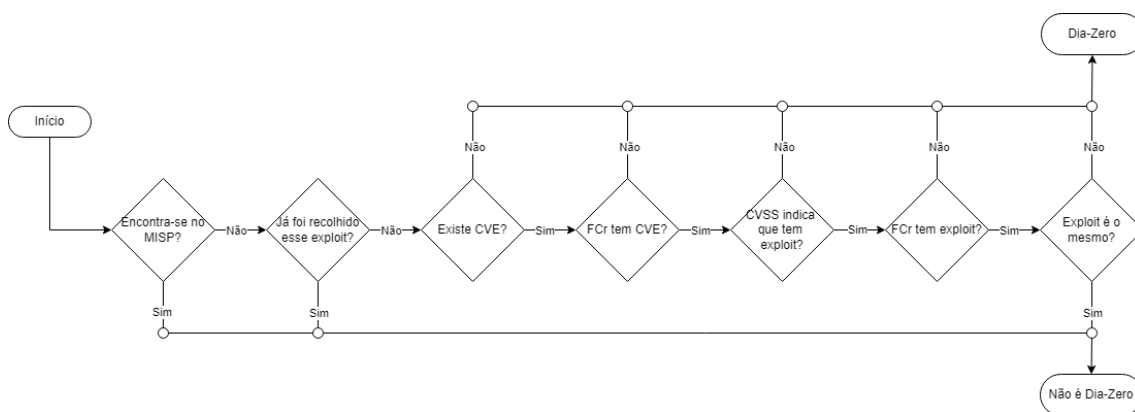 Dia-Zero
Início
Não
Não
Não
Não
Não
Encontra-se no
MISP?
Não
Já foi recolhido
esse exploit?
Não
Existe CVE?
Sim
FCr tem CVE?
Sim
CVSS indica
que tem
exploit?
Sim
FCr tem exploit?
Sim
Exploit é o
mesmo?
Sim
Sim
Sim
Não é Dia-Zero